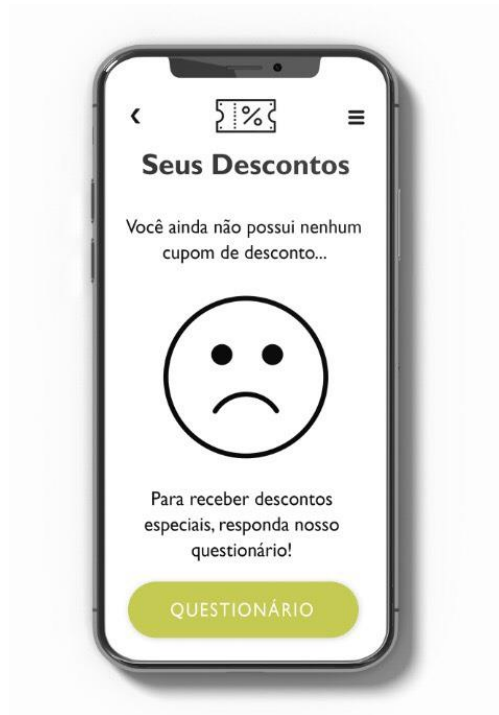 %
Seus Descontos
Você ainda não possui nenhum
cupom de desconto...
Para receber descontos
especiais, responda nosso
questionário!
QUESTIONÁRIO